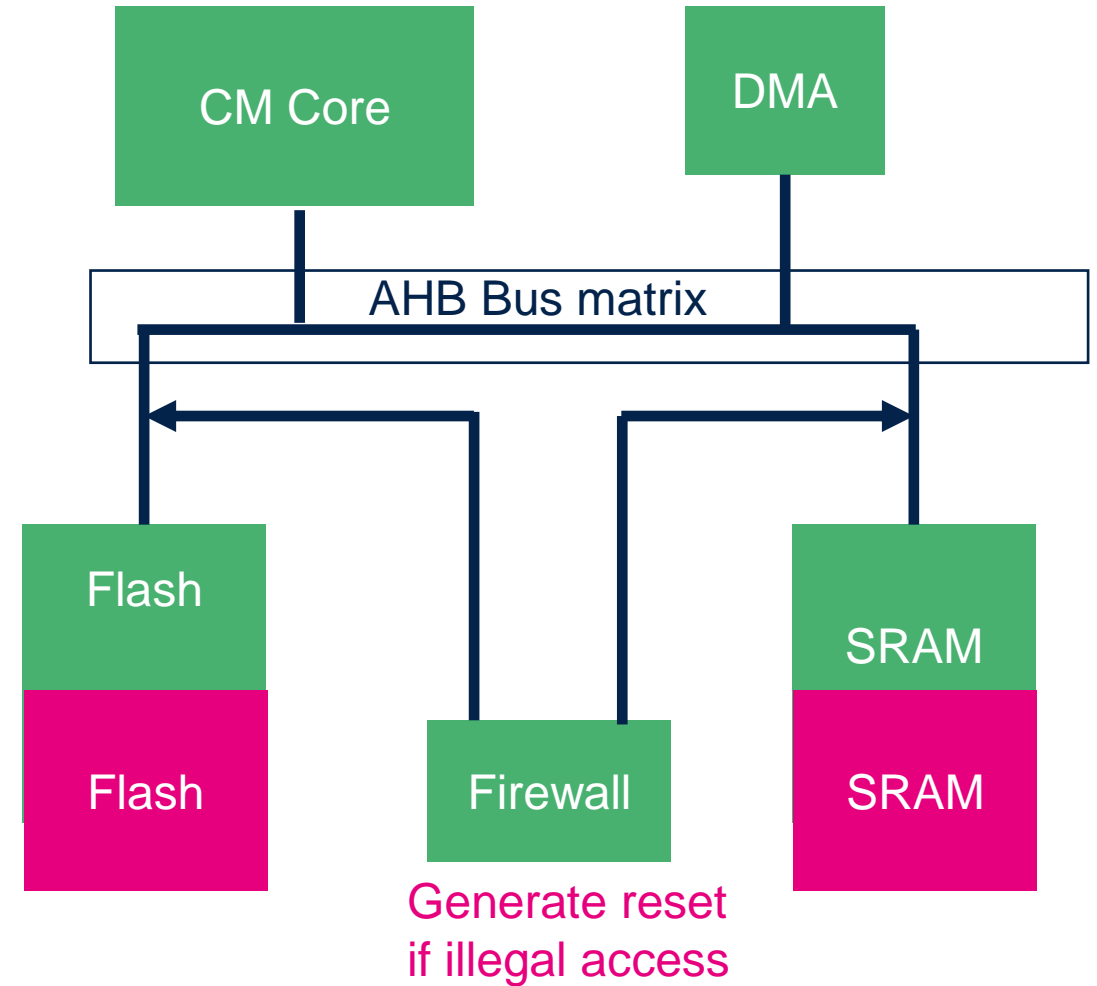 CM Core
DMA
AHB Bus matrix
Flash
SRAM
Flash
Firewall
SRAM
Generate reset
if illegal access